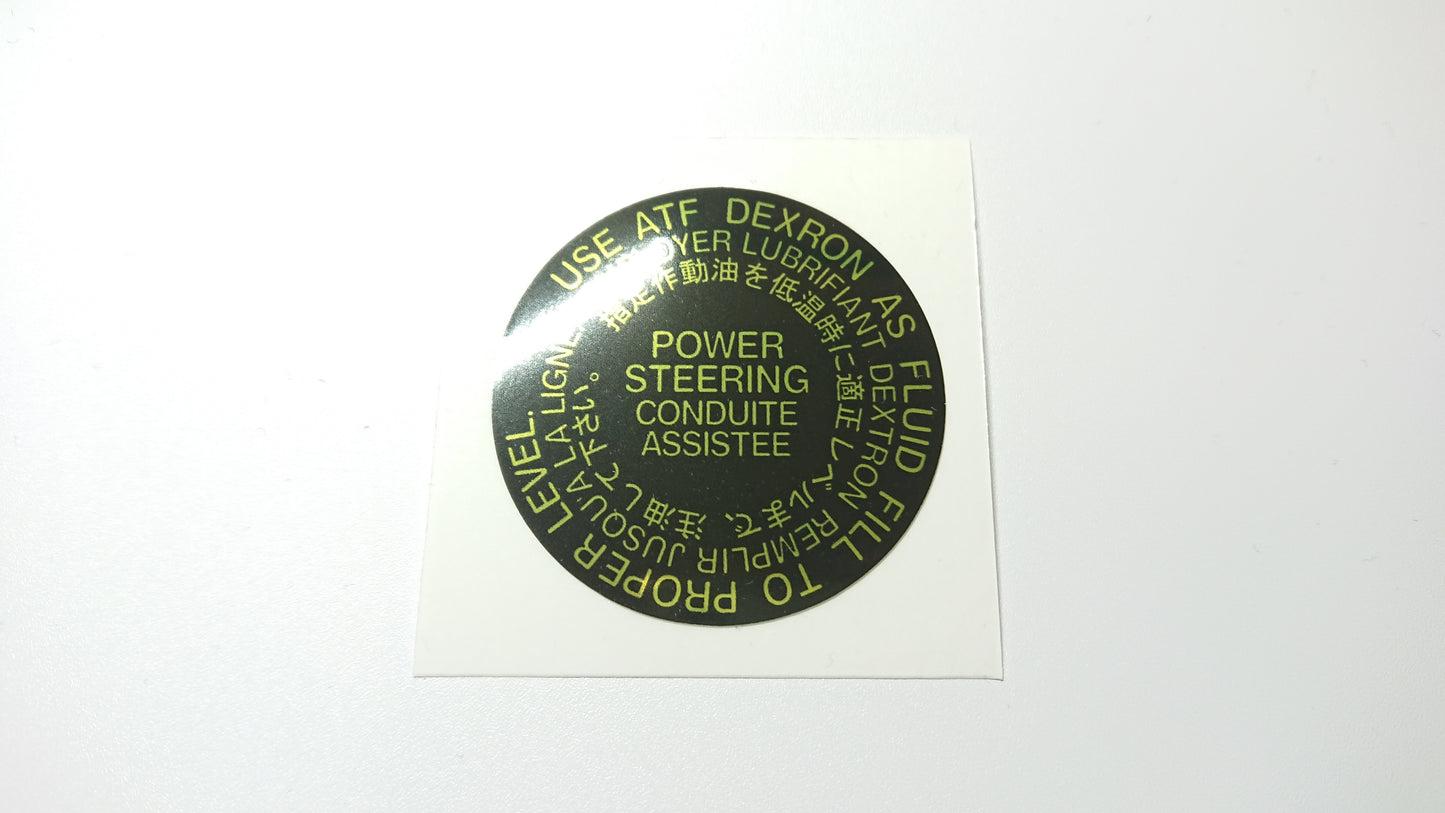 USE ATF DEXRON AS FLUID FILL TO PROPER LEVEL.
LUBRIFIANT DEXTRON REMPLIR JUSQU'A LA LIGNE
指定作動油を低温時に適正レベルまで、注油して下さい。
POWER
STEERING
CONDUITE
ASSISTEE